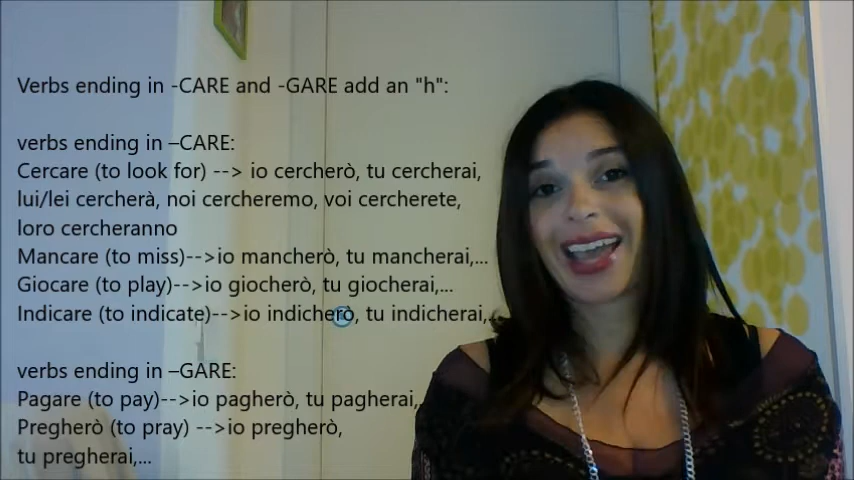 Verbs ending in -CARE and -GARE add an "h":
verbs ending in –CARE:
Cercare (to look for) --> io cercherò, tu cercherai,
lui/lei cercherà, noi cercheremo, voi cercherete,
loro cercheranno
Mancare (to miss)-->io mancherò, tu mancherai,...
Giocare (to play)-->io giocherò, tu giocherai,...
Indicare (to indicate)-->io indicherò, tu indicherai,..
verbs ending in –GARE:
Pagare (to pay)-->io pagherò, tu pagherai,
Pregherò (to pray) -->io pregherò,
tu pregherai,...